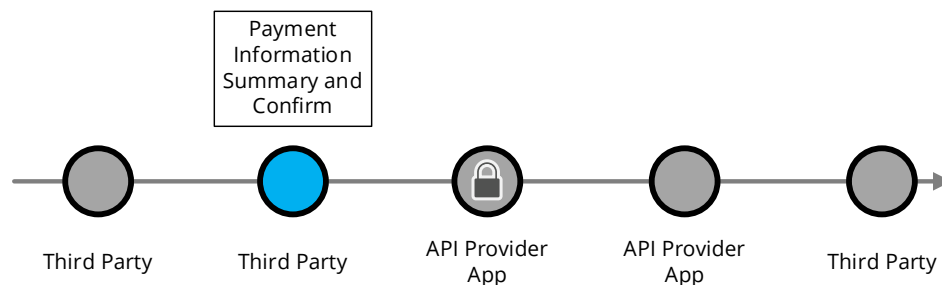 Payment
Information
Summary and
Confirm
Third Party
Third Party
API Provider
App
API Provider
App
Third Party